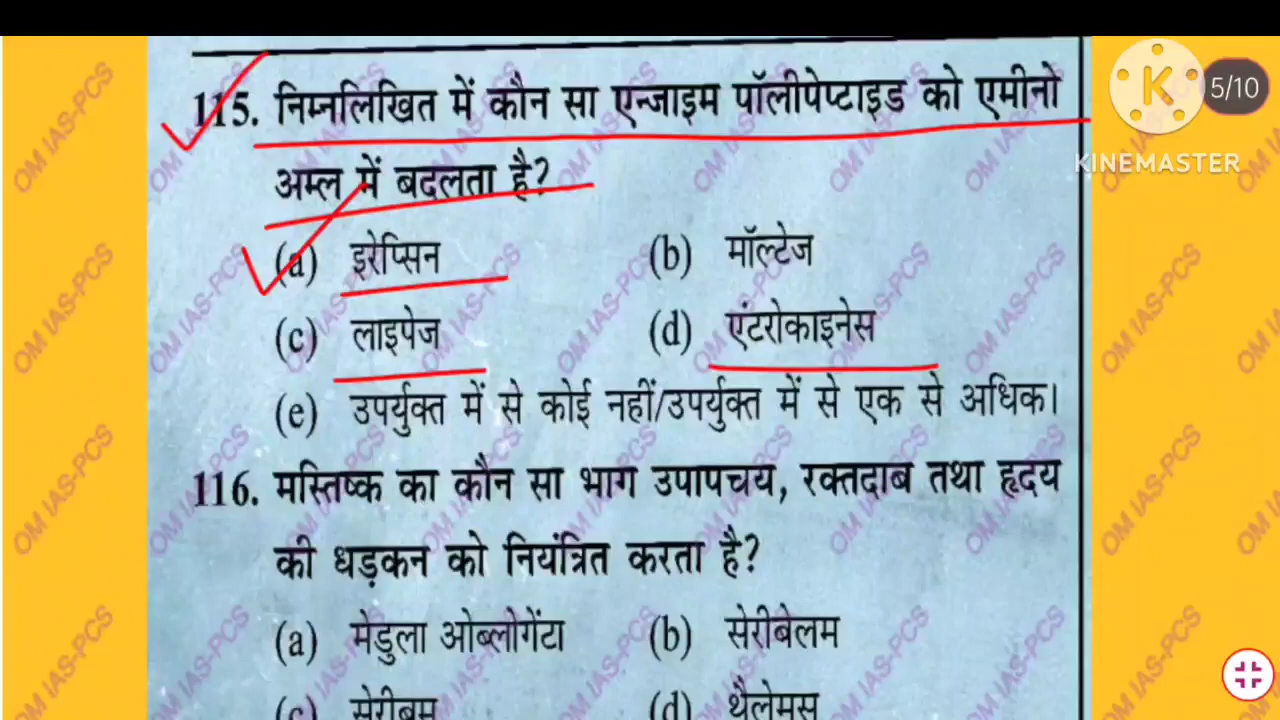 5/10
KINEMASTER
115. निम्नलिखित में कौन सा एन्जाइम पॉलीपेप्टाइड को एमीनो
अम्ल में बदलता है?
(a) इरेप्सिन (b) मॉल्टेज
(c) लाइपेज (d) एंटरोकाइनेस
(e) उपर्युक्त में से कोई नहीं/उपर्युक्त में से एक से अधिक।
116. मस्तिष्क का कौन सा भाग उपापचय, रक्तदाब तथा हृदय
की धड़कन को नियंत्रित करता है?
(a) मेडुला ओब्लोगेंटा (b) सेरीबेलम
(c) सेरीब्रम (d) थैलेमस
OM IAS-PCS